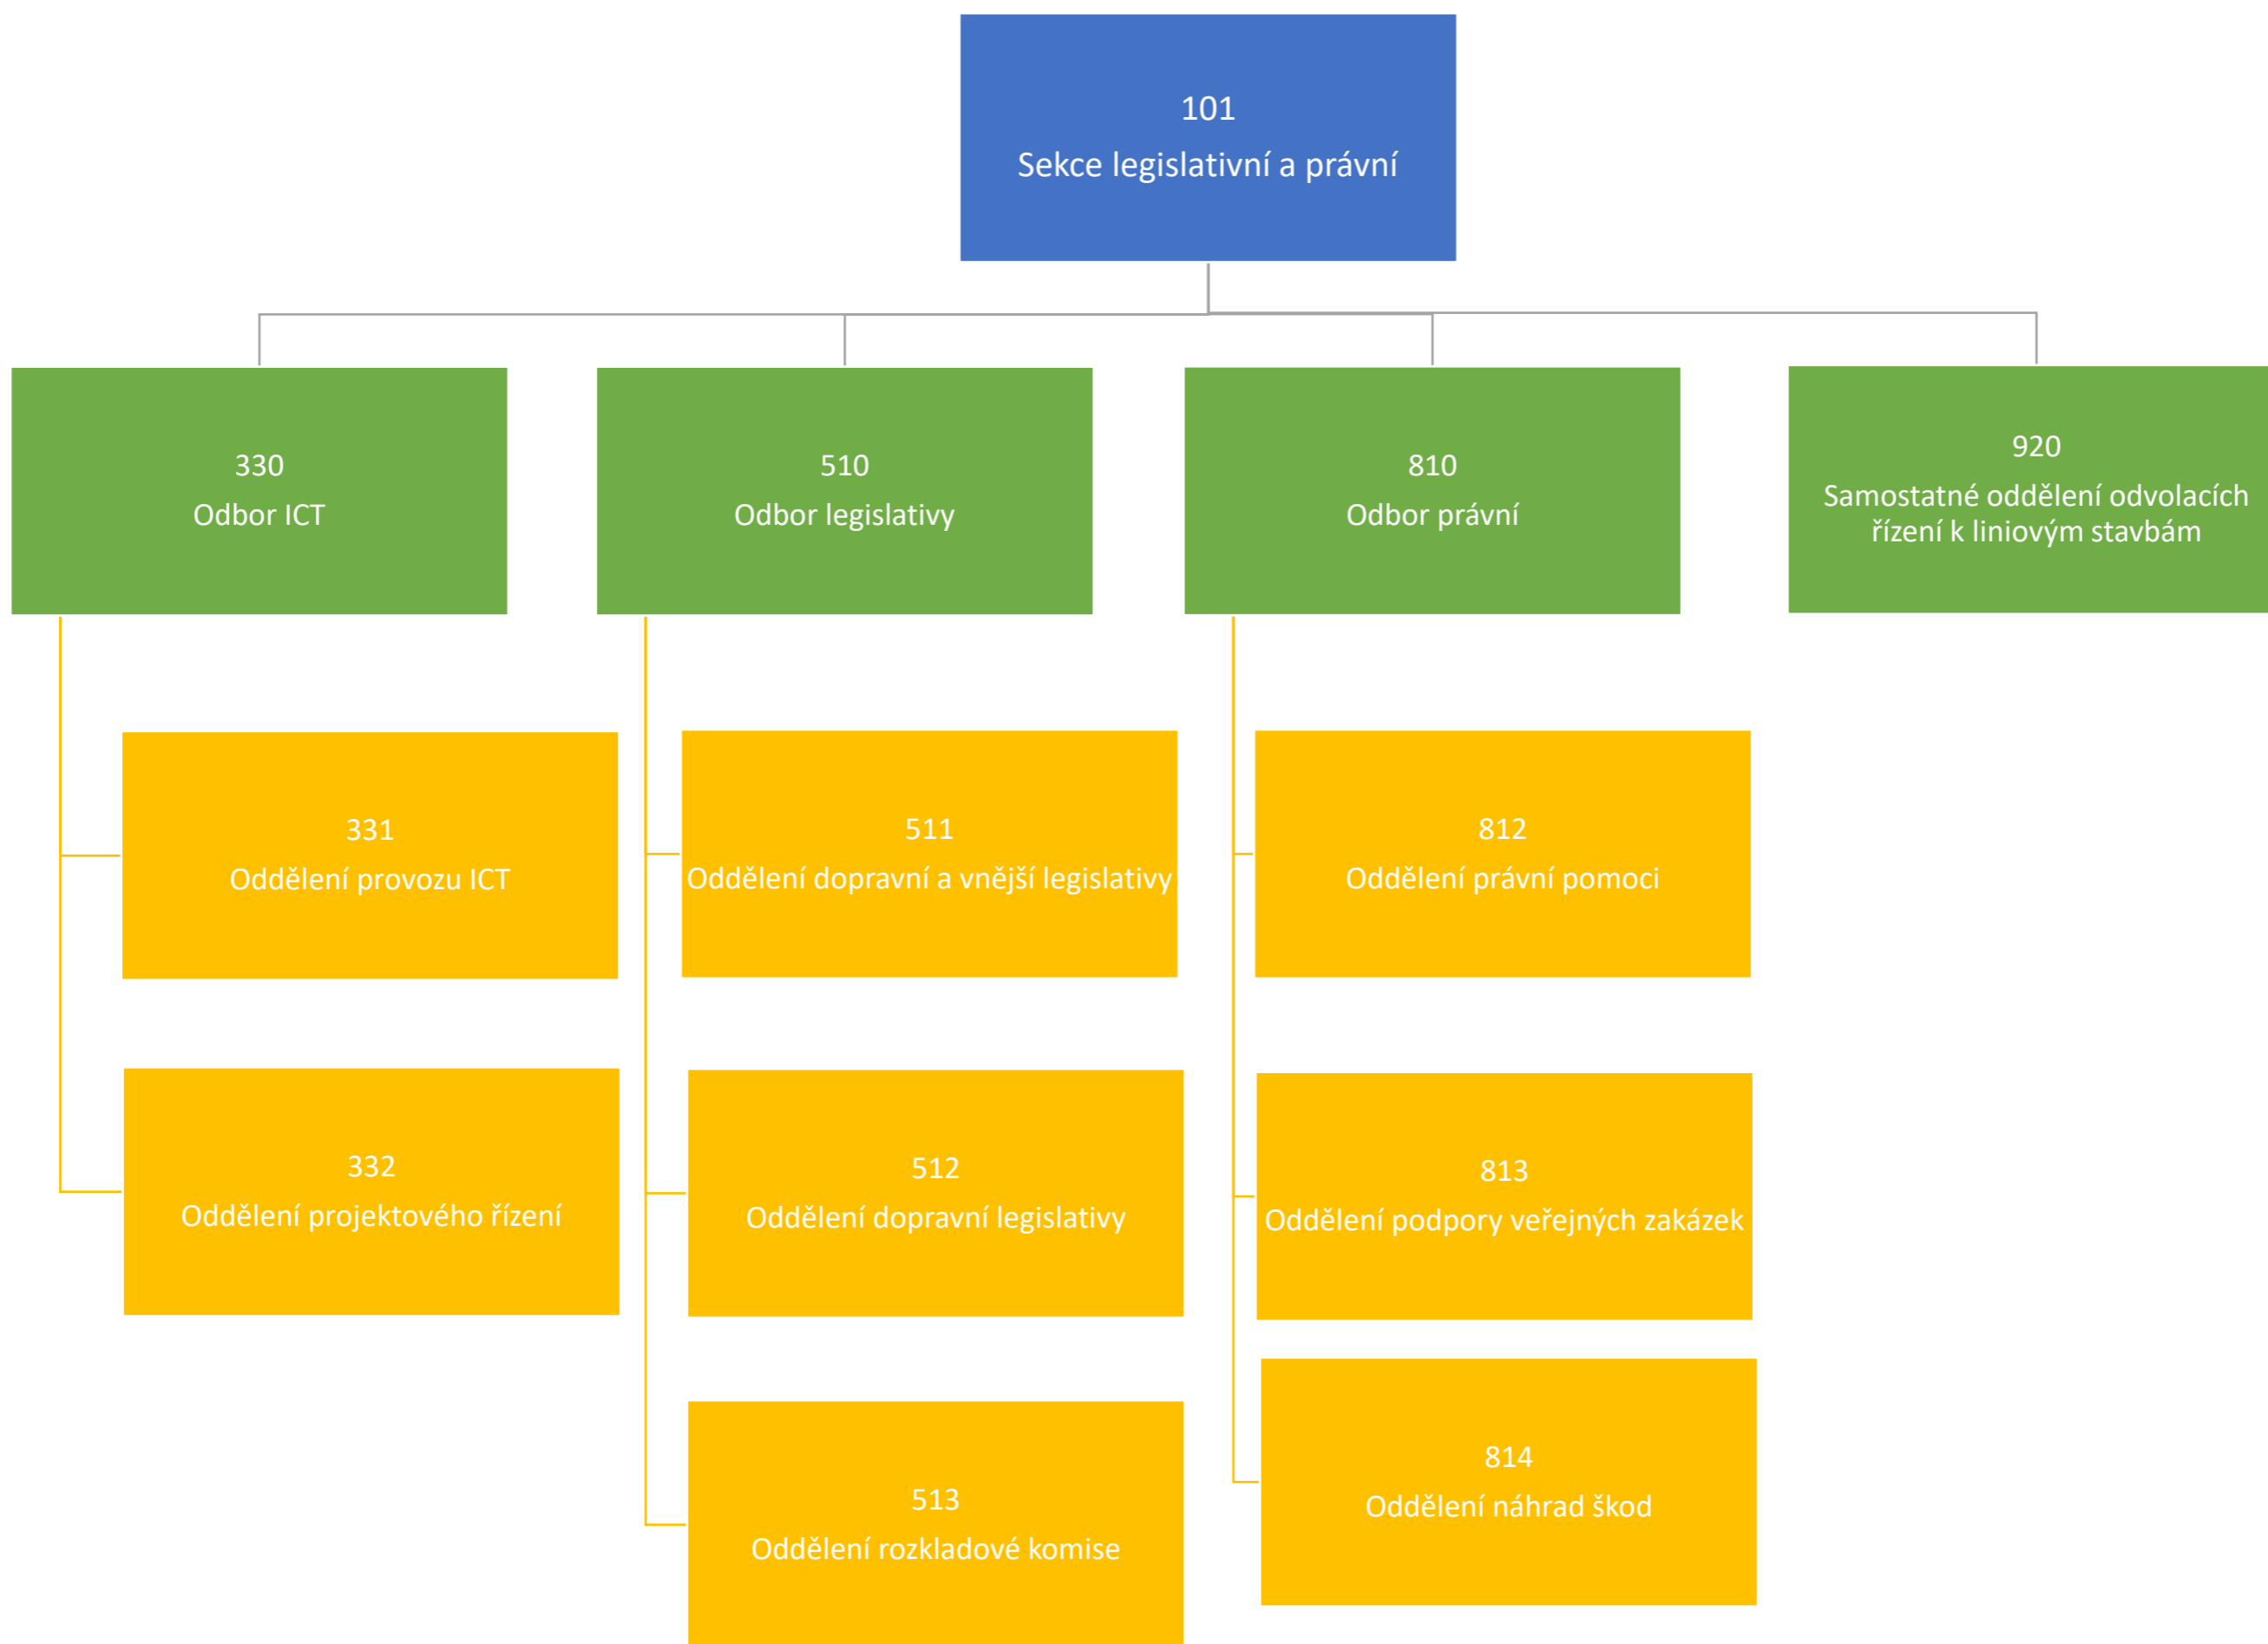 101
Sekce legislativní a právní
330
Odbor ICT
510
Odbor legislativy
810
Odbor právní
920
Samostatné oddělení odvolacích
řízení k liniovým stavbám
331
Oddělení provozu ICT
511
Oddělení dopravní a vnější legislativy
812
Oddělení právní pomoci
332
Oddělení projektového řízení
512
Oddělení dopravní legislativy
813
Oddělení podpory veřejných zakázek
513
Oddělení rozkladové komise
814
Oddělení náhrad škod